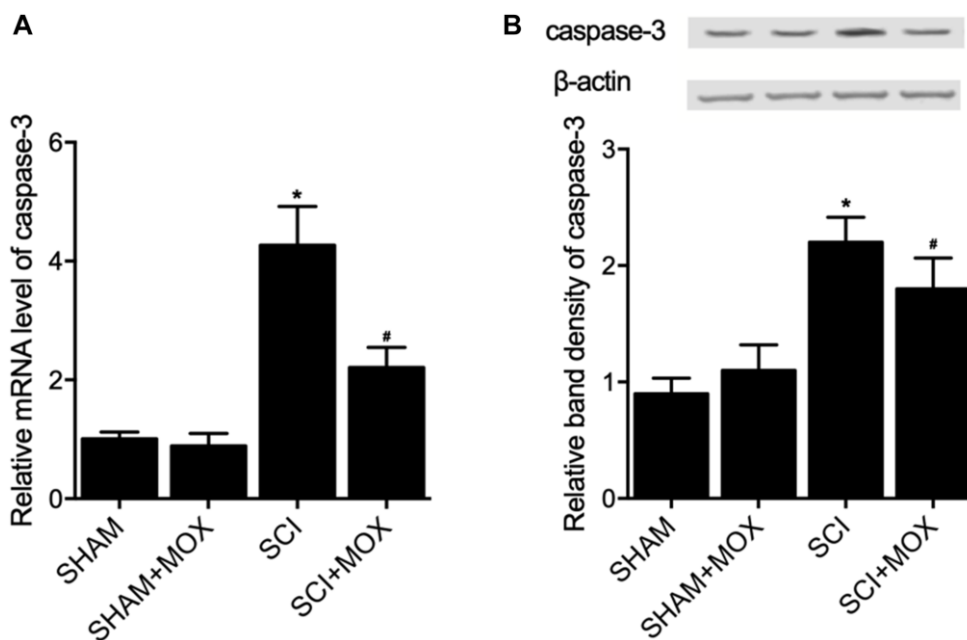 A
Relative mRNA level of caspase-3
6
4
2
0
*
#
SHAM
SHAM+MOX
SCI
SCI+MOX
B
caspase-3
β-actin
Relative band density of caspase-3
3
2
1
0
*
#
SHAM
SHAM+MOX
SCI
SCI+MOX